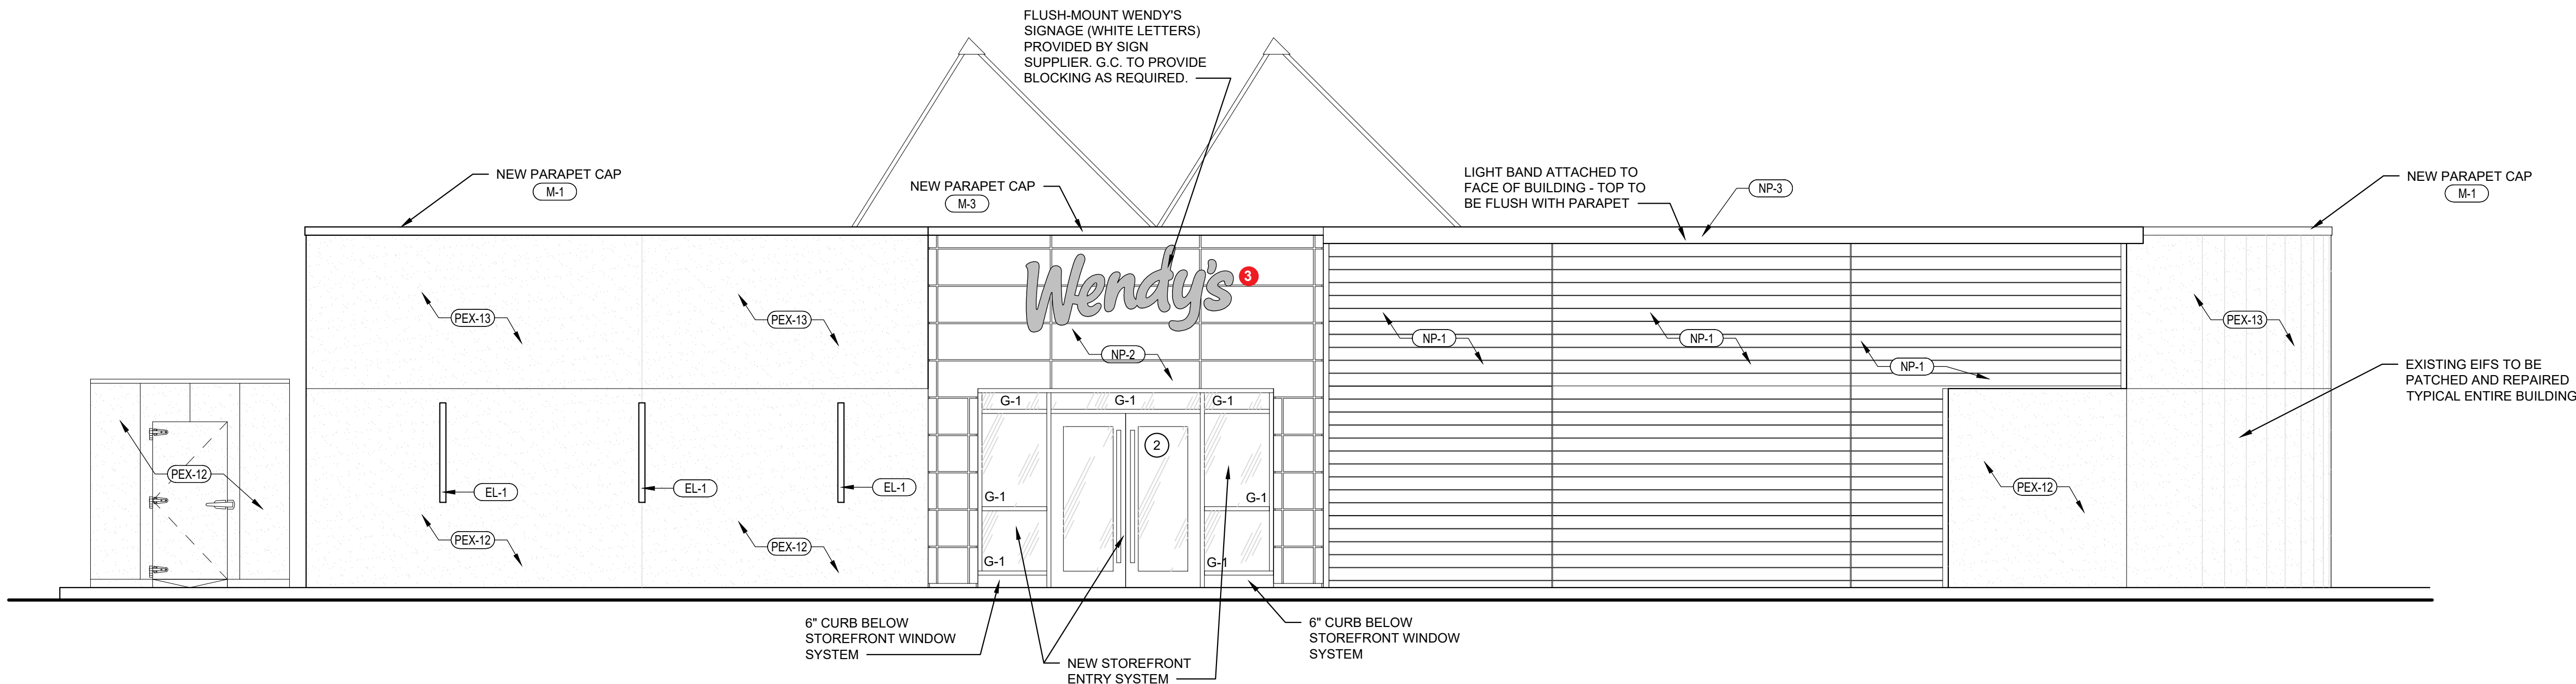 FLUSH-MOUNT WENDY'S
SIGNAGE (WHITE LETTERS)
PROVIDED BY SIGN
SUPPLIER. G.C. TO PROVIDE
BLOCKING AS REQUIRED.
NEW PARAPET CAP
M-1
NEW PARAPET CAP
M-3
LIGHT BAND ATTACHED TO
FACE OF BUILDING - TOP TO
BE FLUSH WITH PARAPET
NP-3
NEW PARAPET CAP
M-1
Wendy's
3
PEX-13
PEX-13
NP-2
NP-1
NP-1
NP-1
PEX-13
EXISTING EIFS TO BE
PATCHED AND REPAIRED
TYPICAL ENTIRE BUILDING
G-1
G-1
G-1
2
PEX-12
EL-1
EL-1
EL-1
G-1
G-1
PEX-12
PEX-12
PEX-12
G-1
G-1
6" CURB BELOW
STOREFRONT WINDOW
SYSTEM
NEW STOREFRONT
ENTRY SYSTEM
6" CURB BELOW
STOREFRONT WINDOW
SYSTEM